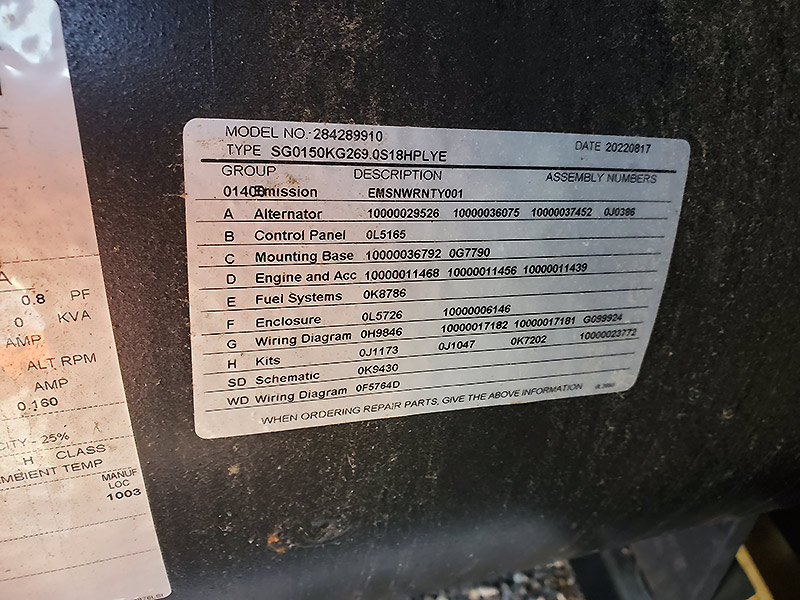 MODEL NO. 284289910
TYPE SG0150KG269.0S18HPLYE
DATE 20220817
GROUP DESCRIPTION ASSEMBLY NUMBERS
01400 Emission EMSNWRNTY001
A Alternator 10000029526 10000036075 10000037452 0J0386
B Control Panel 0L5165
C Mounting Base 10000036792 0G7790
D Engine and Acc 10000011468 10000011456 10000011439
E Fuel Systems 0K8786
F Enclosure 0L5726 10000006146
G Wiring Diagram 0H9846 10000017182 10000017181 G099924
H Kits 0J1173 0J1047 0K7202 10000023772
SD Schematic 0K9430
WD Wiring Diagram 0F5764D
WHEN ORDERING REPAIR PARTS, GIVE THE ABOVE INFORMATION
A
0.8 PF
0 KVA
AMP
ALT RPM
AMP
0.160
CITY - 25%
H CLASS
AMBIENT TEMP
MANUF
LOC
1003